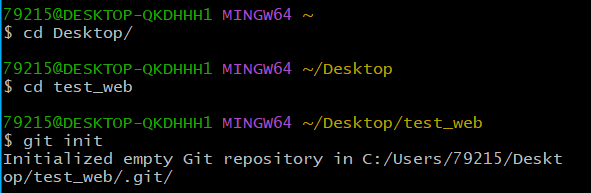 79215@DESKTOP-QKDHHH1 MINGW64 ~
$ cd Desktop/
79215@DESKTOP-QKDHHH1 MINGW64 ~/Desktop
$ cd test_web
79215@DESKTOP-QKDHHH1 MINGW64 ~/Desktop/test_web
$ git init
Initialized empty Git repository in C:/Users/79215/Deskt
op/test_web/.git/